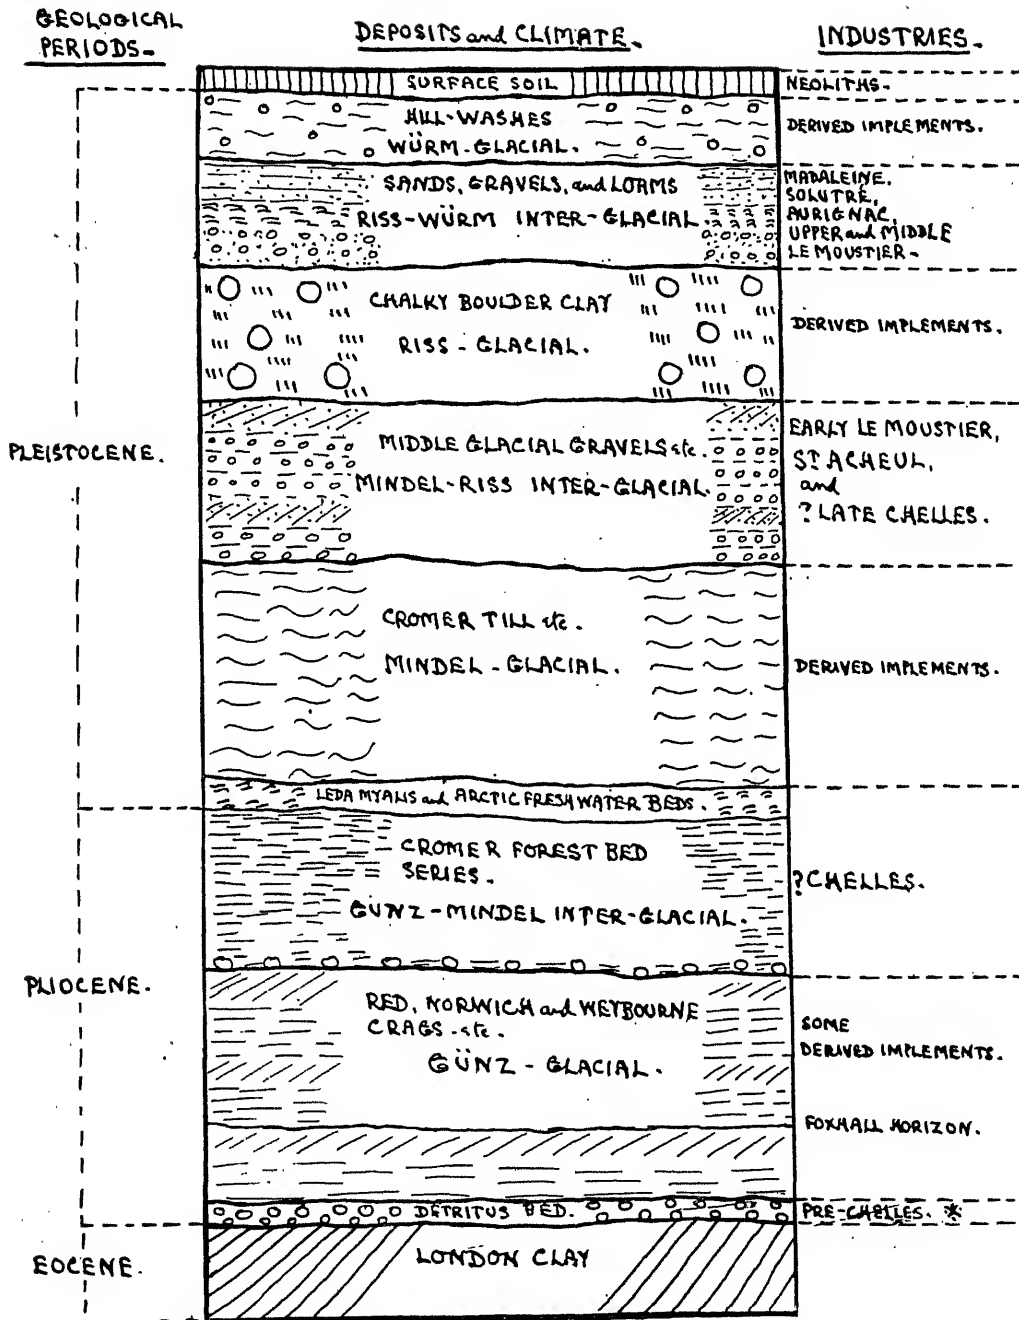 GEOLOGICAL
PERIODS-
DEPOSITS and CLIMATE.
INDUSTRIES-
SURFACE SOIL
NEOLITHS-
HILL-WASHES
WÜRM-GLACIAL.
DERIVED IMPLEMENTS.
SANDS, GRAVELS, and LOAMS
RISS-WÜRM INTER-GLACIAL
MADALEINE,
SOLUTRÉ,
AURIGNAC,
UPPER and MIDDLE
LE MOUSTIER-
CHALKY BOULDER CLAY
RISS-GLACIAL.
DERIVED IMPLEMENTS.
PLEISTOCENE.
MIDDLE GLACIAL GRAVELS etc.
MINDEL-RISS INTER-GLACIAL.
EARLY LE MOUSTIER,
ST ACHEUL,
and
? LATE CHELLES.
CROMER TILL etc.
MINDEL-GLACIAL.
DERIVED IMPLEMENTS.
LEDA MYALIS and ARCTIC FRESHWATER BEDS.
CROMER FOREST BED
SERIES.
GÜNZ-MINDEL INTER-GLACIAL.
? CHELLES.
PLIOCENE.
RED, NORWICH and WEYBOURNE
CRAGS-etc.
GÜNZ-GLACIAL.
SOME
DERIVED IMPLEMENTS.
FOXHALL HORIZON.
DETRITUS BED.
PRE-CHELLES. *
EOCENE.
LONDON CLAY